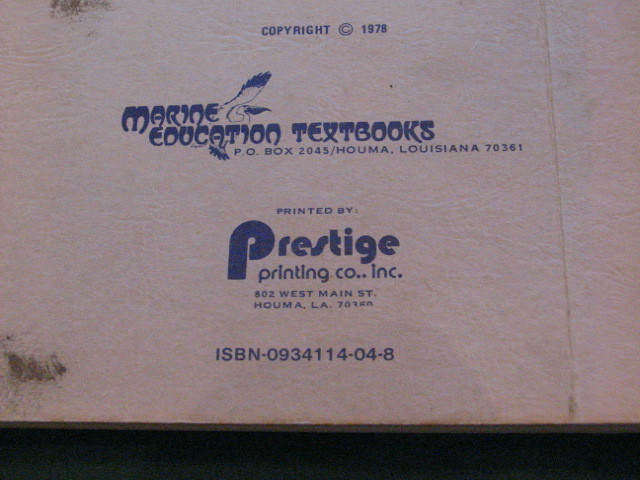 COPYRIGHT © 1978
MARINE
EDUCATION TEXTBOOKS
P.O. BOX 2045/HOUMA, LOUISIANA 70361
PRINTED BY:
Prestige
printing co., inc.
802 WEST MAIN ST.
HOUMA, LA. 70360
ISBN-0934114-04-8